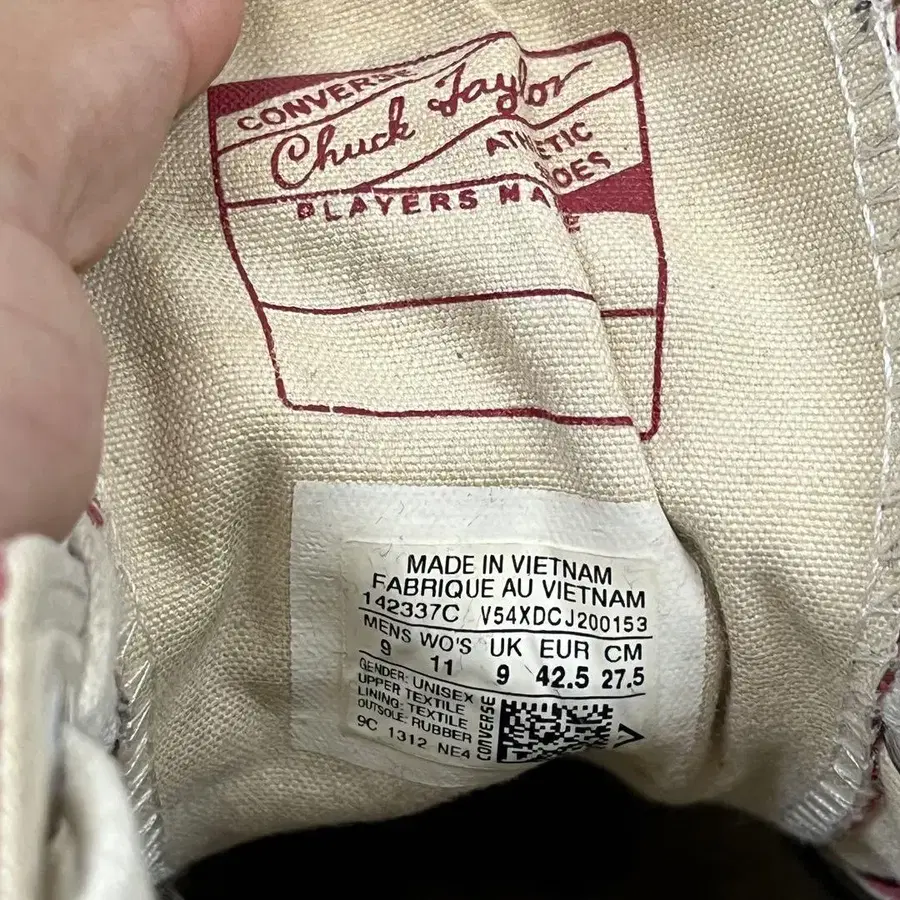 CONVERSE
Chuck Taylor
ATHLETIC
SHOES
PLAYERS NAME
MADE IN VIETNAM
FABRIQUE AU VIETNAM
142337C V54XDCJ200153
MENS WO'S UK EUR CM
9 11 9 42.5 27.5
GENDER: UNISEX
UPPER TEXTILE
LINING: TEXTILE
OUTSOLE: RUBBER
9C 1312 NE4
CONVERSE